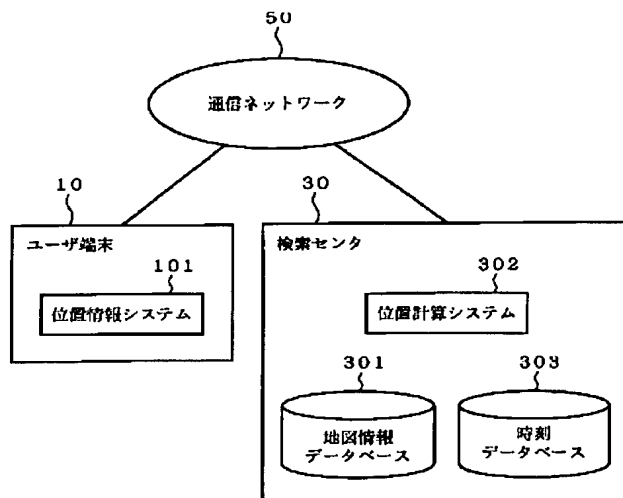 50
通信ネットワーク
10
30
ユーザ端末
検索センタ
101
302
位置情報システム
位置計算システム
301
303
地図情報
データベース
時刻
データベース